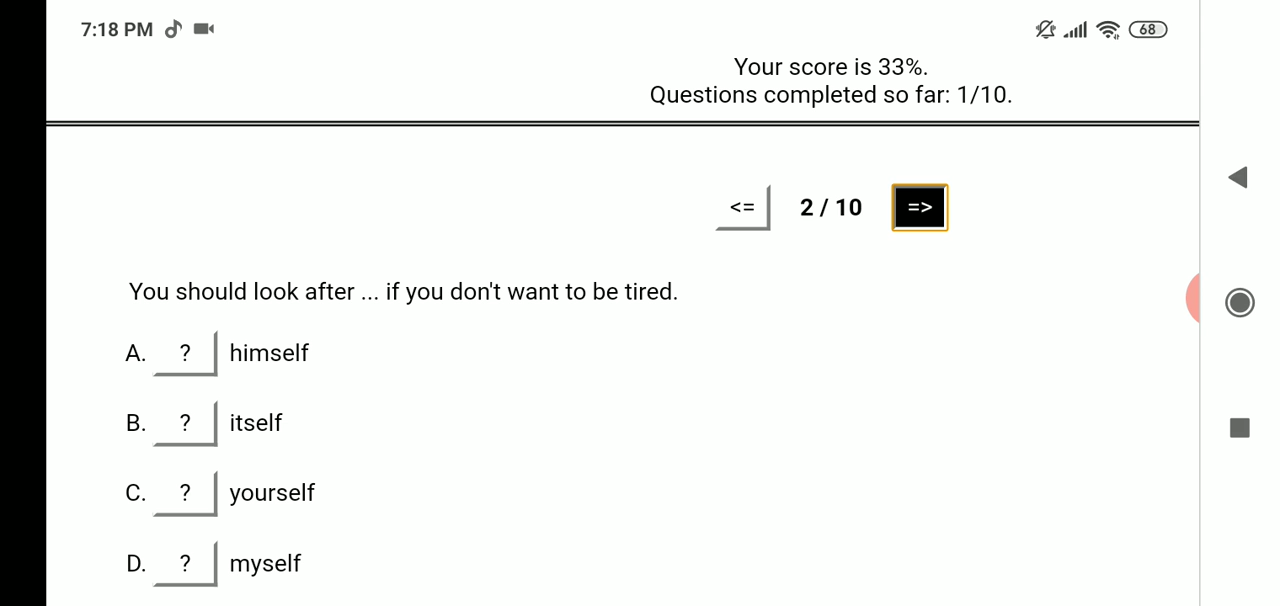 7:18 PM
68
Your score is 33%.
Questions completed so far: 1/10.
<= 2 / 10 =>
You should look after ... if you don't want to be tired.
A. ? himself
B. ? itself
C. ? yourself
D. ? myself